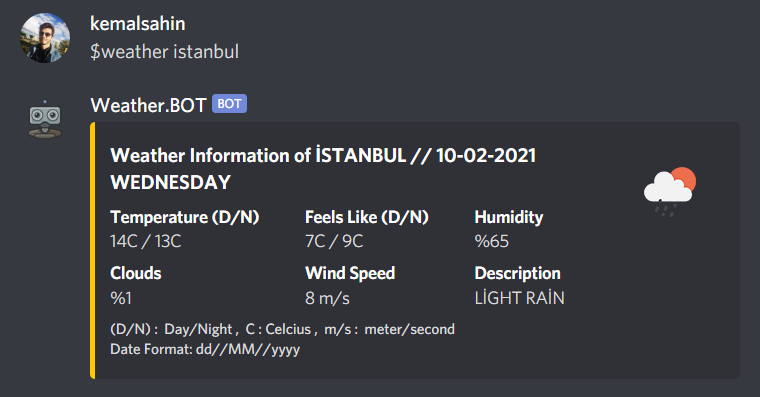 kemalsahin
$weather istanbul
Weather.BOT BOT
Weather Information of İSTANBUL // 10-02-2021
WEDNESDAY
Temperature (D/N) Feels Like (D/N) Humidity
14C / 13C 7C / 9C %65
Clouds Wind Speed Description
%1 8 m/s LİGHT RAİN
(D/N) : Day/Night , C : Celcius , m/s : meter/second
Date Format: dd//MM//yyyy